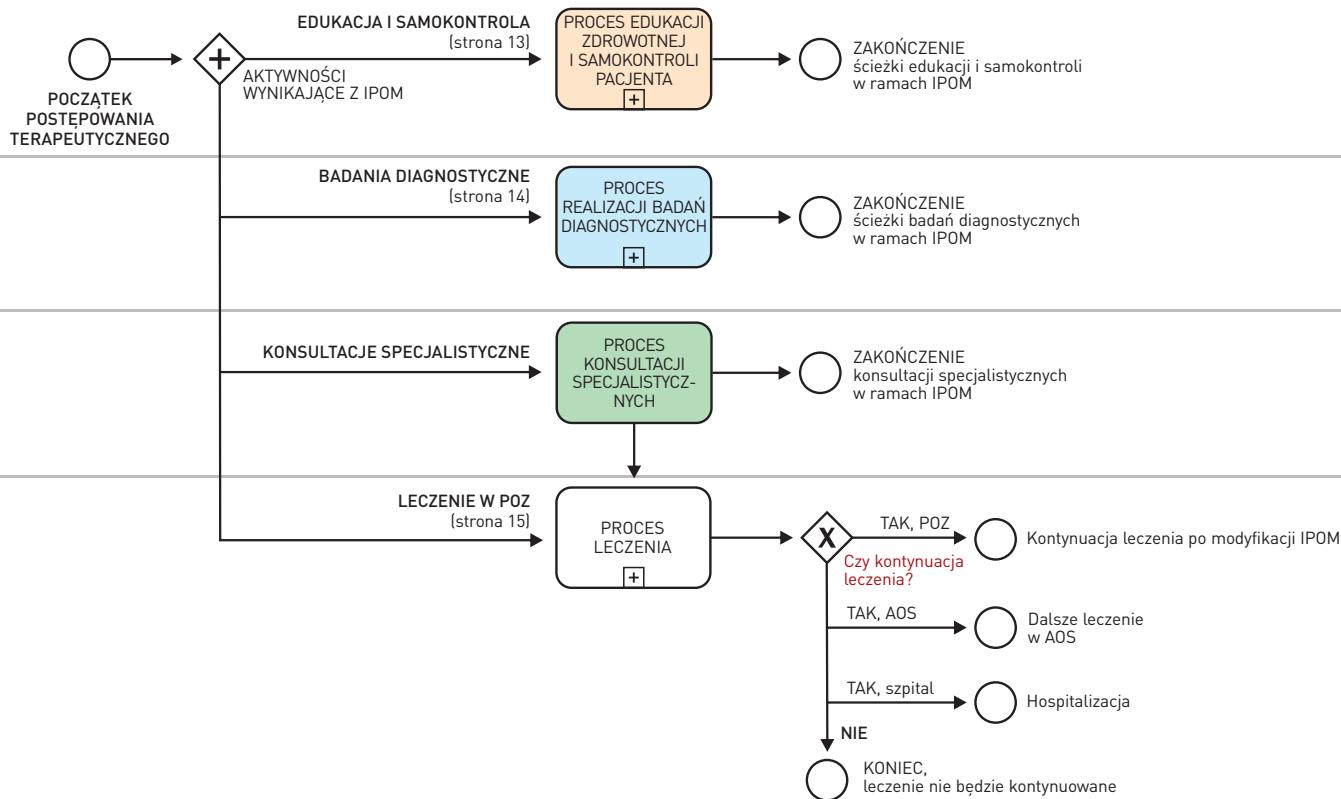 EDUKACJA I SAMOKONTROLA
(strona 13)
POCZĄTEK
POSTĘPOWANIA
TERAPEUTYCZNEGO
AKTYWNOŚCI
WYNIKAJĄCE Z IPOM
PROCES EDUKACJI
ZDROWOTNEJ
I SAMOKONTROLI
PACJENTA
ZAKOŃCZENIE
ścieżki edukacji i samokontroli
w ramach IPOM
BADANIA DIAGNOSTYCZNE
(strona 14)
PROCES
REALIZACJI BADAŃ
DIAGNOSTYCZNYCH
ZAKOŃCZENIE
ścieżki badań diagnostycznych
w ramach IPOM
KONSULTACJE SPECJALISTYCZNE
PROCES
KONSULTACJI
SPECJALISTYCZ-
NYCH
ZAKOŃCZENIE
konsultacji specjalistycznych
w ramach IPOM
LECZENIE W POZ
(strona 15)
PROCES
LECZENIA
X
Czy kontynuacja
leczenia?
TAK, POZ
Kontynuacja leczenia po modyfikacji IPOM
TAK, AOS
Dalsze leczenie
w AOS
TAK, szpital
Hospitalizacja
NIE
KONIEC,
leczenie nie będzie kontynuowane